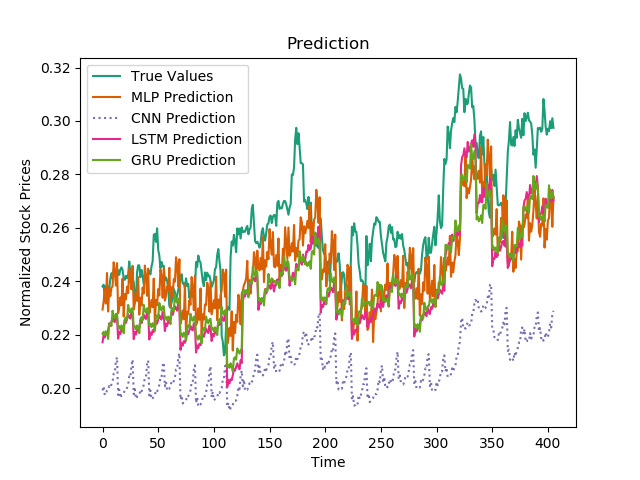 Prediction
True Values
MLP Prediction
CNN Prediction
LSTM Prediction
GRU Prediction
Normalized Stock Prices
0.32
0.30
0.28
0.26
0.24
0.22
0.20
0
50
100
150
200
250
300
350
400
Time